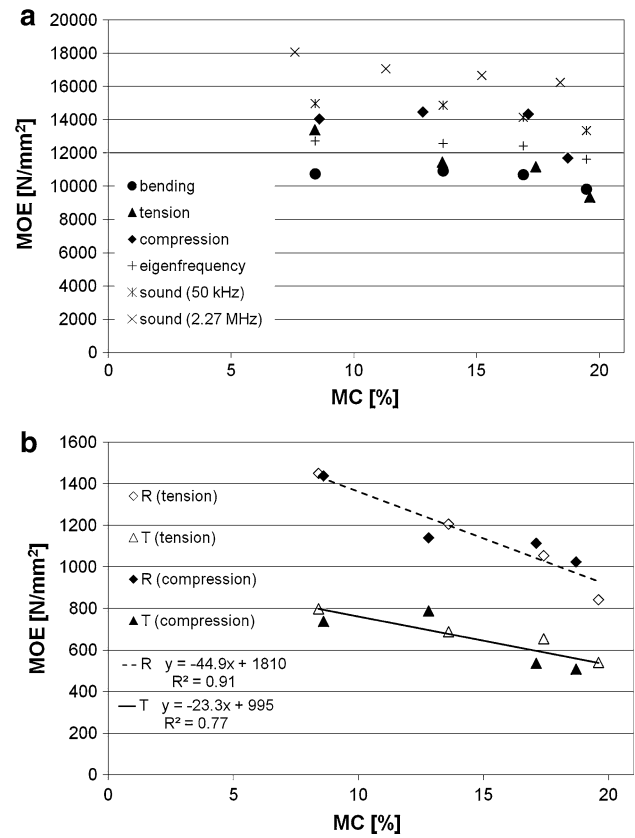 a
20000
18000
16000
14000
12000
10000
8000
6000
4000
2000
0
MOE [N/mm²]
bending
tension
compression
eigenfrequency
sound (50 kHz)
sound (2.27 MHz)
0 5 10 15 20
MC [%]
b
1600
1400
1200
1000
800
600
400
200
0
MOE [N/mm²]
R (tension)
T (tension)
R (compression)
T (compression)
R y = -44.9x + 1810
R² = 0.91
T y = -23.3x + 995
R² = 0.77
0 5 10 15 20
MC [%]